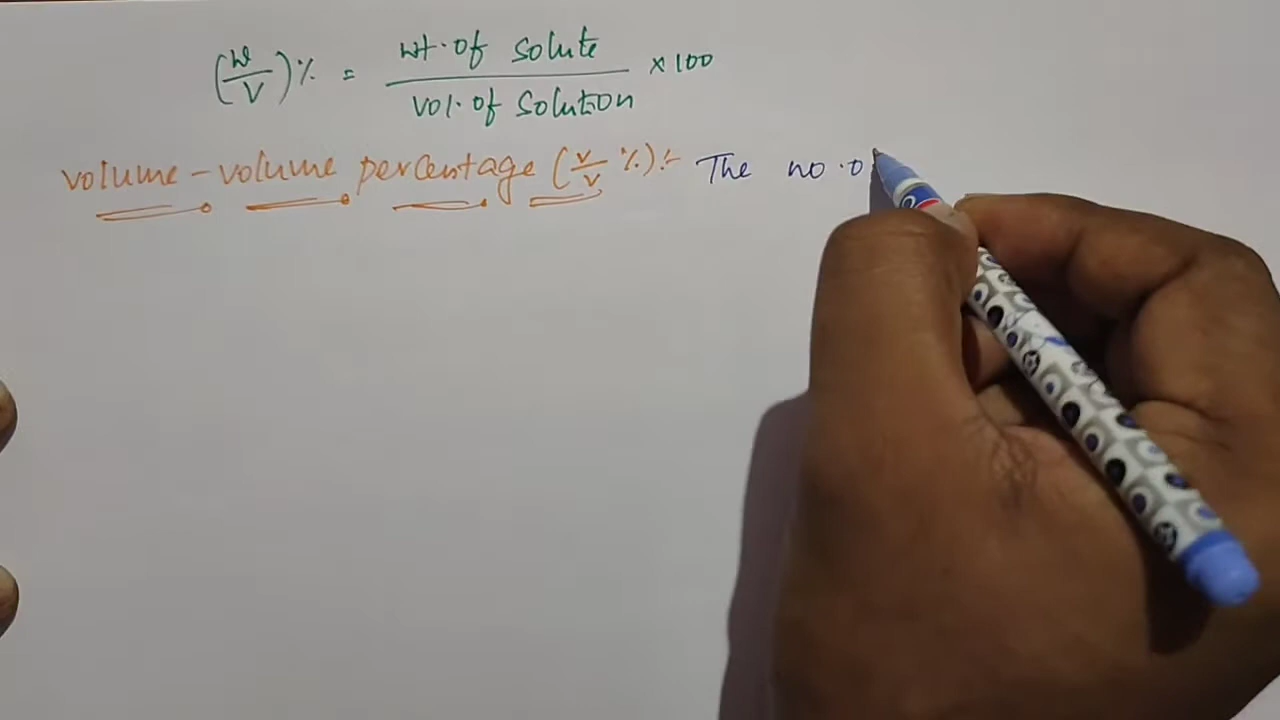 (w/v)% = wt. of solute / vol. of solution × 100
volume - volume percentage (v/v %):- The no. o